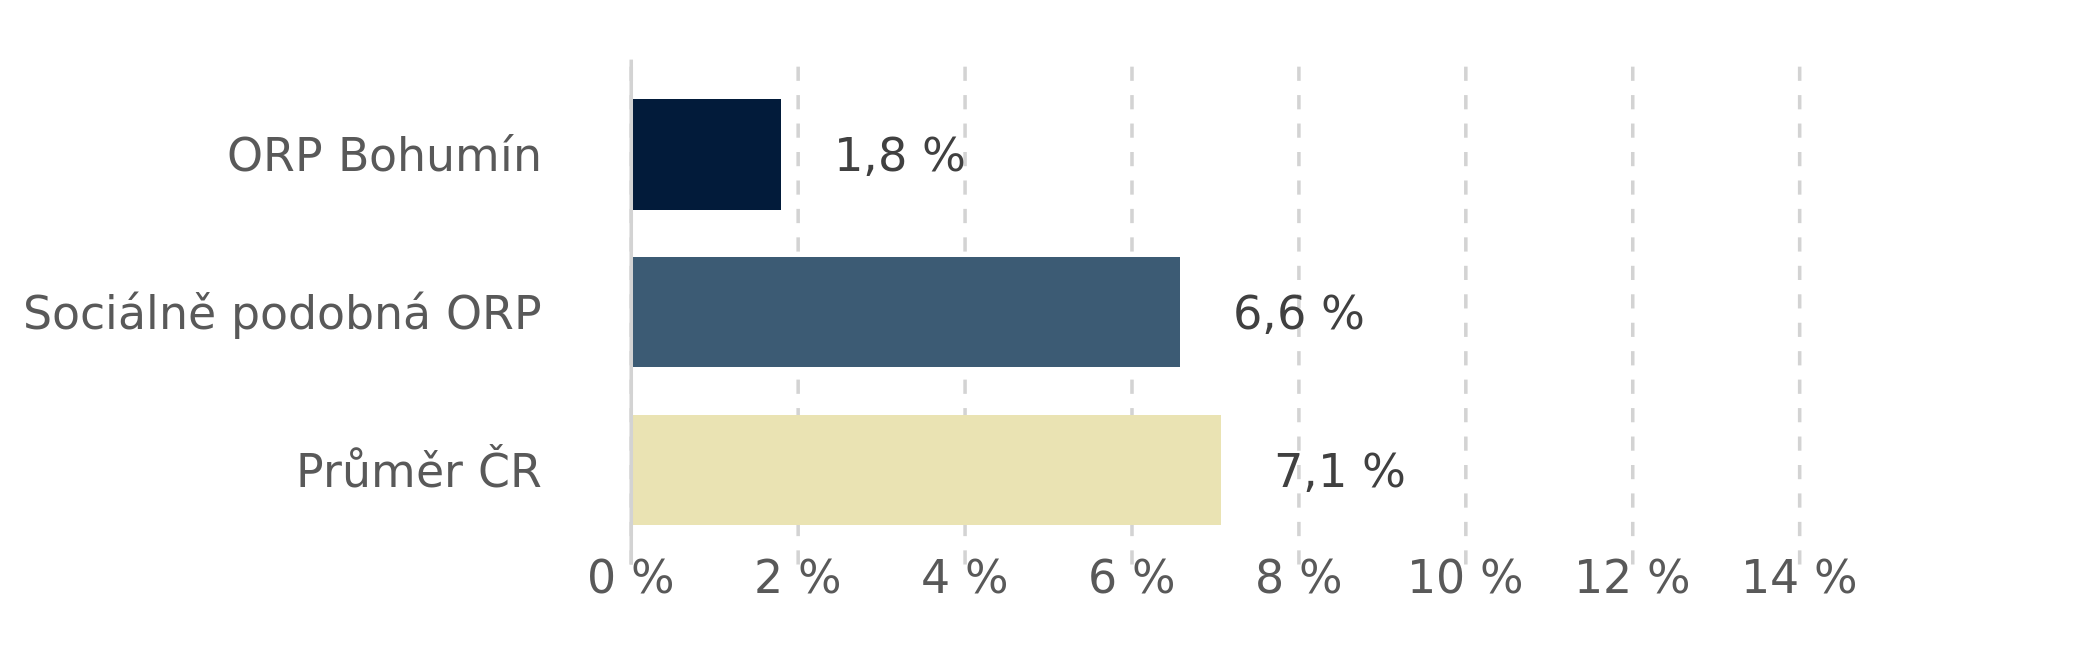 ORP Bohumín
1,8 %
Sociálně podobná ORP
6,6 %
Průměr ČR
7,1 %
0 % 2 % 4 % 6 % 8 % 10 % 12 % 14 %